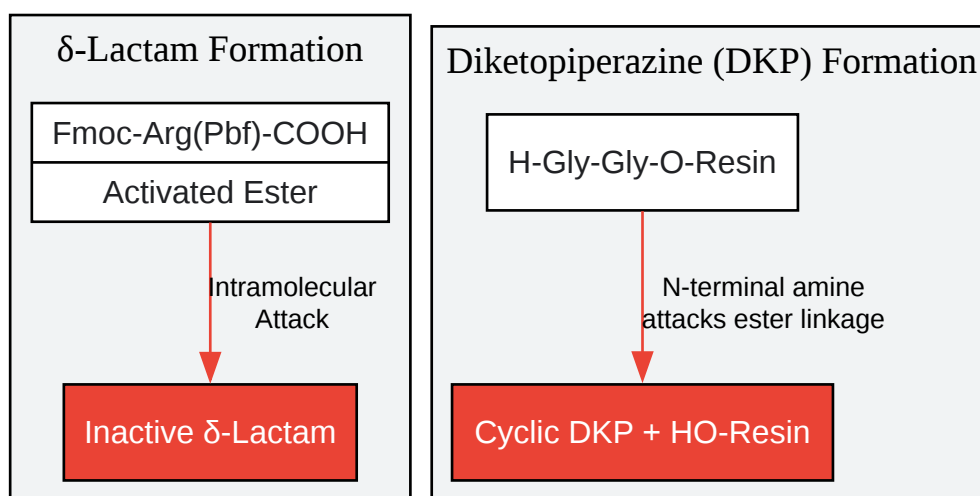 δ-Lactam Formation
Fmoc-Arg(Pbf)-COOH
Activated Ester
Intramolecular
Attack
Inactive δ-Lactam
Diketopiperazine (DKP) Formation
H-Gly-Gly-O-Resin
N-terminal amine
attacks ester linkage
Cyclic DKP + HO-Resin